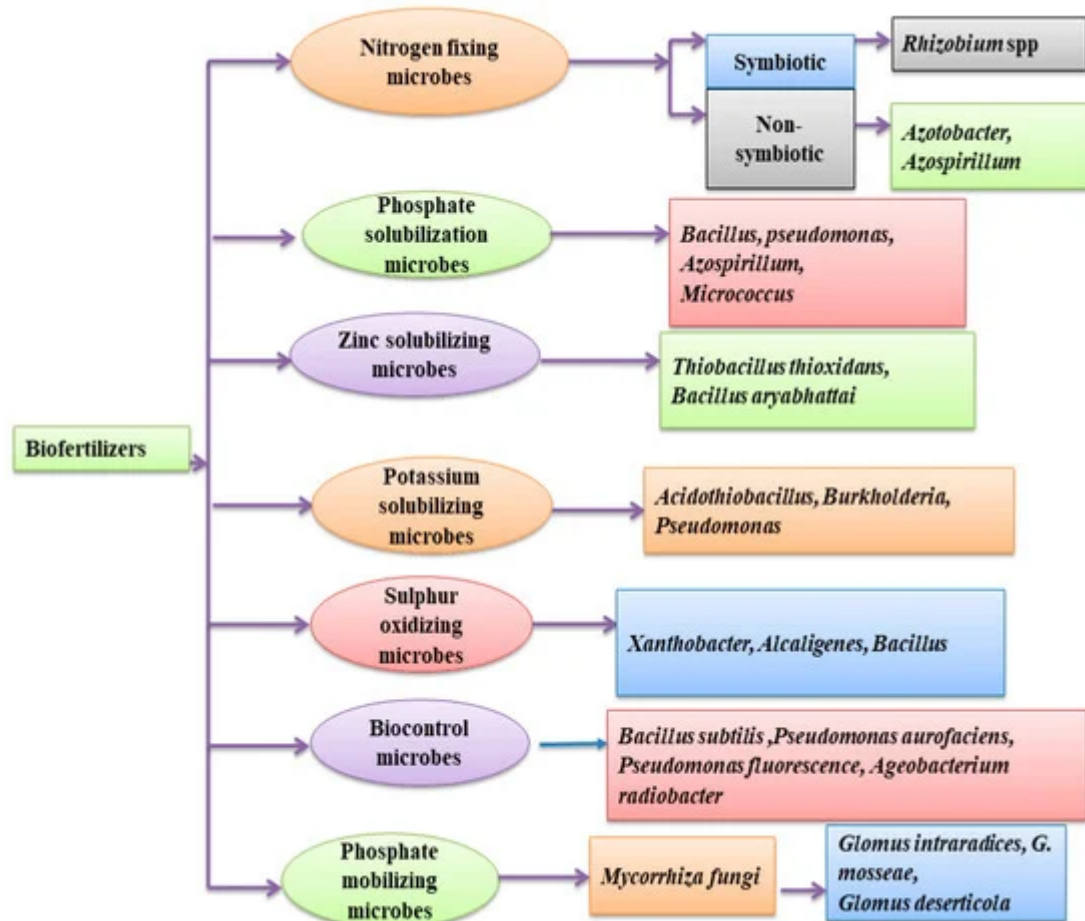 Nitrogen fixing
microbes
Symbiotic
Rhizobium spp
Non-
symbiotic
Azotobacter,
Azospirillum
Phosphate
solubilization
microbes
Bacillus, pseudomonas,
Azospirillum,
Micrococcus
Zinc solubilizing
microbes
Thiobacillus thioxidans,
Bacillus aryabhattai
Biofertilizers
Potassium
solubilizing
microbes
Acidothiobacillus, Burkholderia,
Pseudomonas
Sulphur
oxidizing
microbes
Xanthobacter, Alcaligenes, Bacillus
Biocontrol
microbes
Bacillus subtilis ,Pseudomonas aurofaciens,
Pseudomonas fluorescence, Ageobacterium
radiobacter
Phosphate
mobilizing
microbes
Mycorrhiza fungi
Glomus intraradices, G.
mosseae,
Glomus deserticola